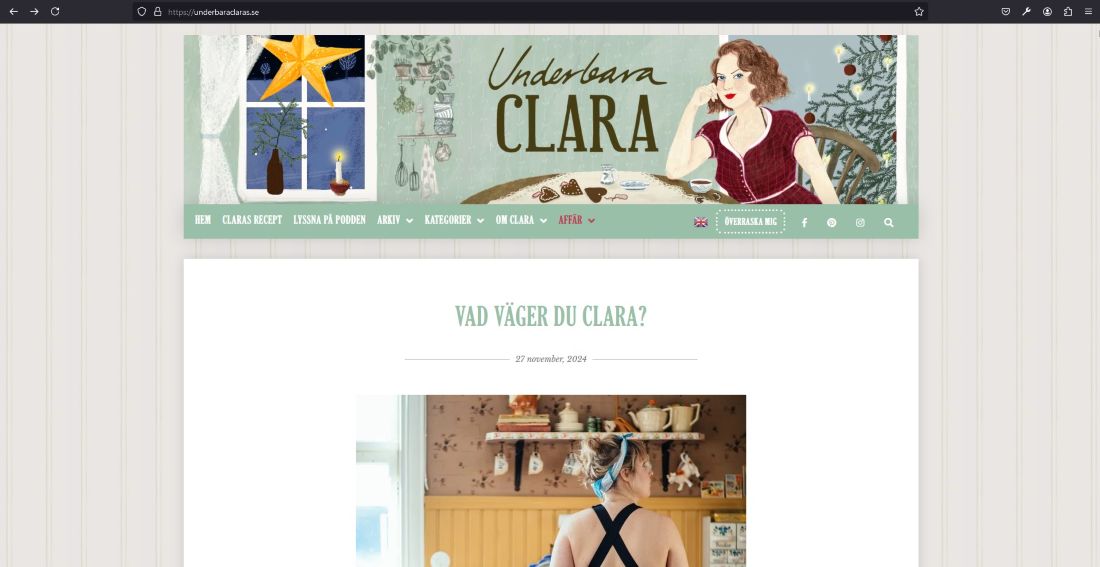 https://underbaraclaras.se
Underbara
CLARA
HEM CLARAS RECEPT LYSSNA PÅ PODDEN ARKIV KATEGORIER OM CLARA AFFÄR ÖVERRASKA MIG
VAD VÄGER DU CLARA?
27 november, 2024